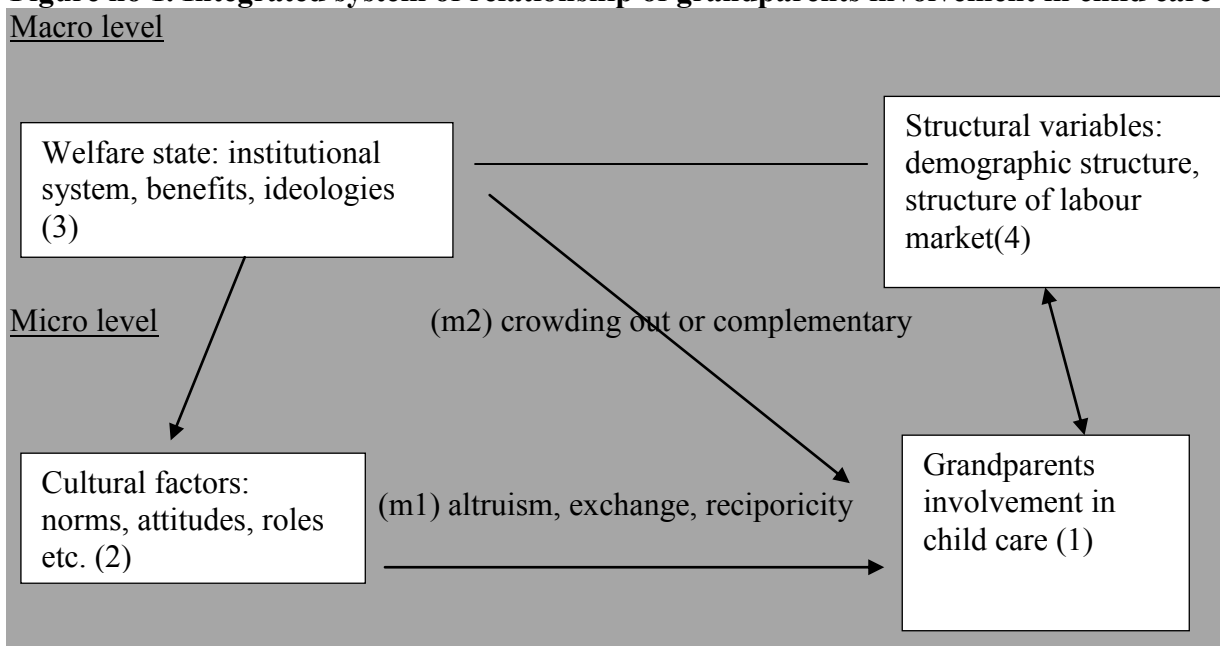 Figure no 1. Integrated system of relationship of grandparents involvement in child care
Macro level
Welfare state: institutional
system, benefits, ideologies
(3)
Structural variables:
demographic structure,
structure of labour
market(4)
Micro level
(m2) crowding out or complementary
Cultural factors:
norms, attitudes, roles
etc. (2)
(m1) altruism, exchange, reciporicity
Grandparents
involvement in
child care (1)